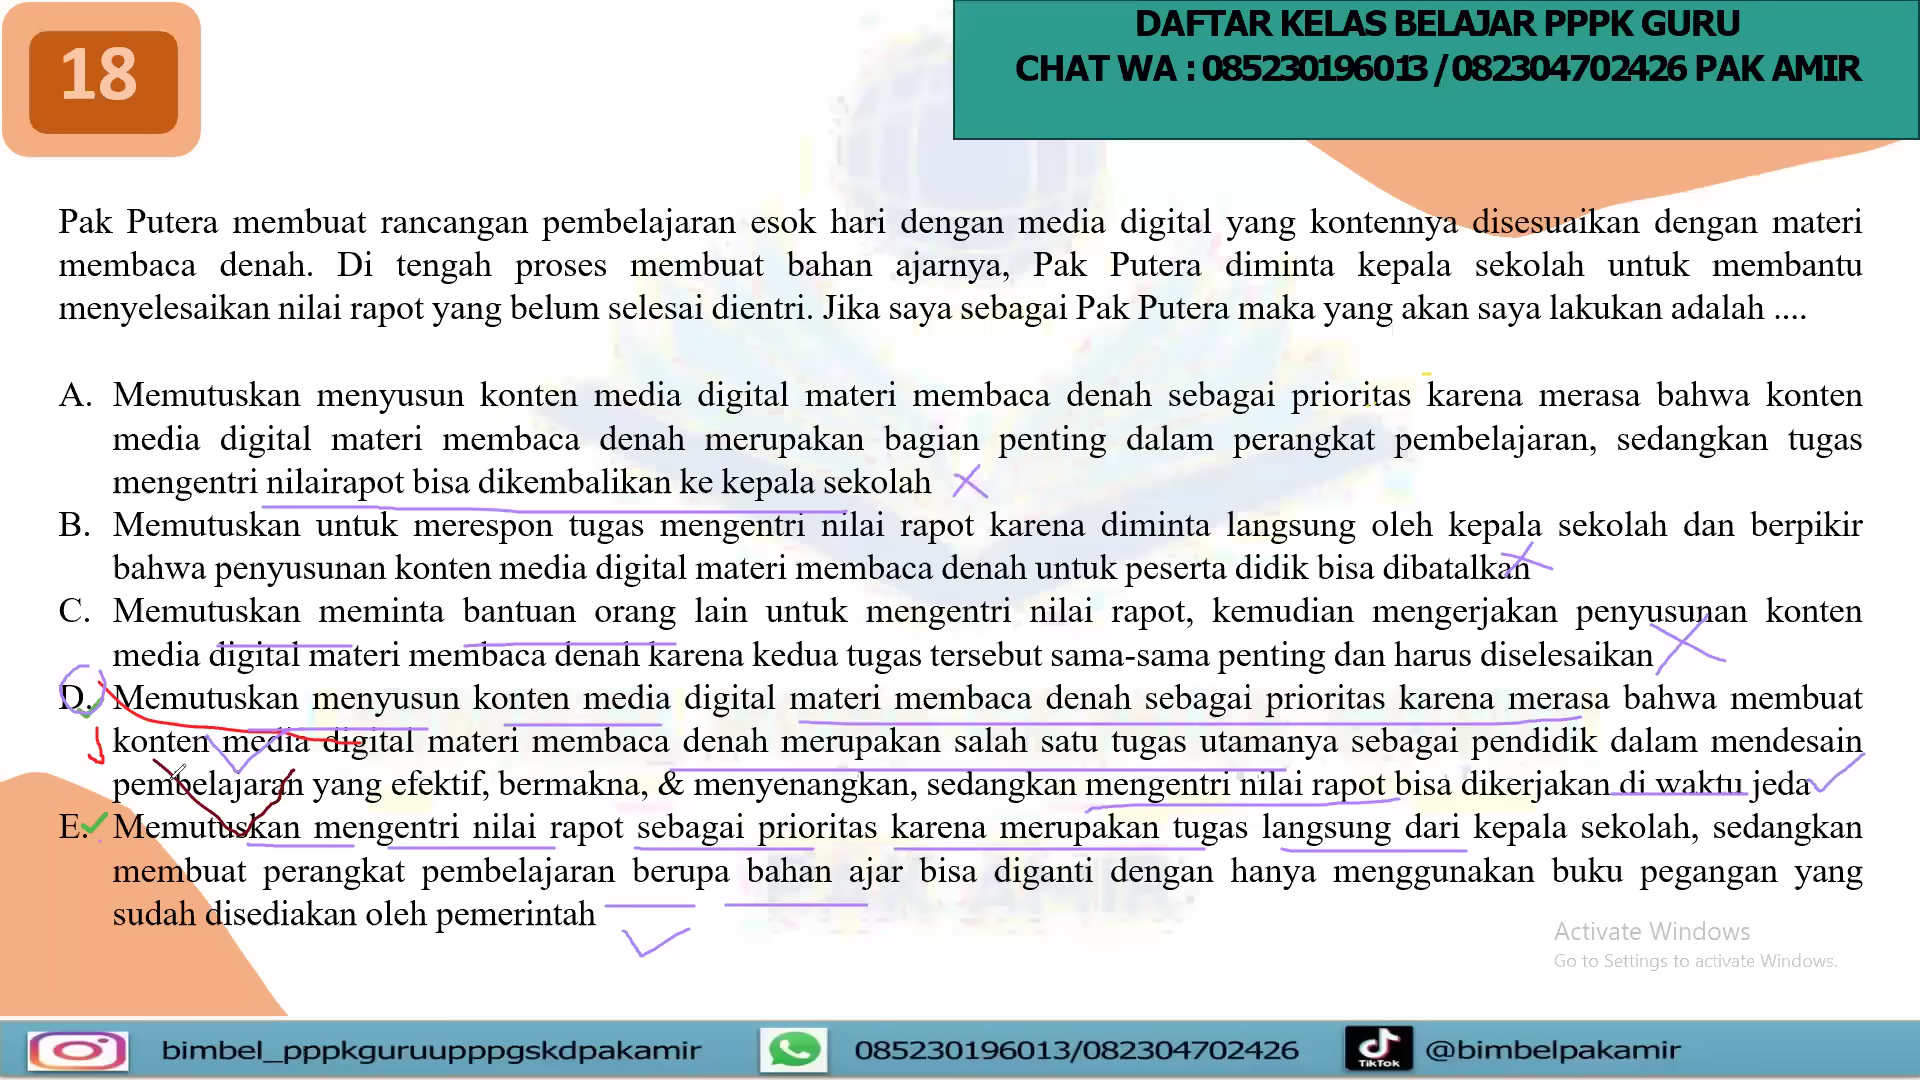 18
DAFTAR KELAS BELAJAR PPPK GURU
CHAT WA : 085230196013 / 082304702426 PAK AMIR
Pak Putera membuat rancangan pembelajaran esok hari dengan media digital yang kontennya disesuaikan dengan materi
membaca denah. Di tengah proses membuat bahan ajarnya, Pak Putera diminta kepala sekolah untuk membantu
menyelesaikan nilai rapot yang belum selesai dientri. Jika saya sebagai Pak Putera maka yang akan saya lakukan adalah ....
A. Memutuskan menyusun konten media digital materi membaca denah sebagai prioritas karena merasa bahwa konten
media digital materi membaca denah merupakan bagian penting dalam perangkat pembelajaran, sedangkan tugas
mengentri nilairapot bisa dikembalikan ke kepala sekolah
B. Memutuskan untuk merespon tugas mengentri nilai rapot karena diminta langsung oleh kepala sekolah dan berpikir
bahwa penyusunan konten media digital materi membaca denah untuk peserta didik bisa dibatalkan
C. Memutuskan meminta bantuan orang lain untuk mengentri nilai rapot, kemudian mengerjakan penyusunan konten
media digital materi membaca denah karena kedua tugas tersebut sama-sama penting dan harus diselesaikan
D. Memutuskan menyusun konten media digital materi membaca denah sebagai prioritas karena merasa bahwa membuat
konten media digital materi membaca denah merupakan salah satu tugas utamanya sebagai pendidik dalam mendesain
pembelajaran yang efektif, bermakna, & menyenangkan, sedangkan mengentri nilai rapot bisa dikerjakan di waktu jeda
E. Memutuskan mengentri nilai rapot sebagai prioritas karena merupakan tugas langsung dari kepala sekolah, sedangkan
membuat perangkat pembelajaran berupa bahan ajar bisa diganti dengan hanya menggunakan buku pegangan yang
sudah disediakan oleh pemerintah
PAK AMIR
Activate Windows
Go to Settings to activate Windows.
bimbel_pppkguruupppgskdpakamir
085230196013/082304702426
TikTok
@bimbelpakamir